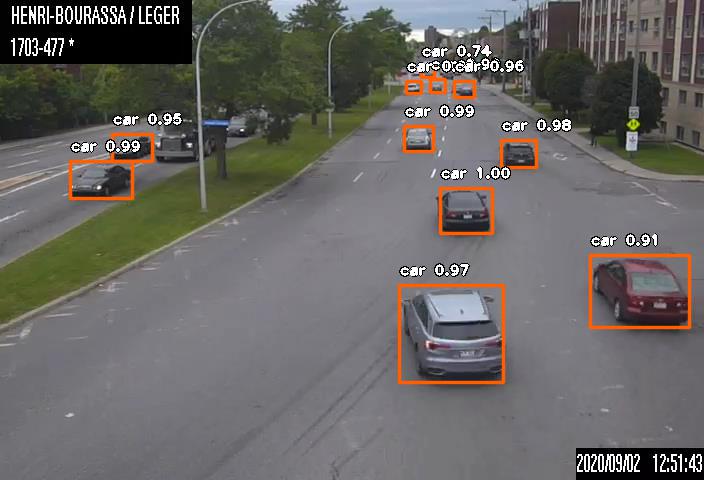 HENRI-BOURASSA / LEGER
1703-477 *
car 0.74
car 0.96
car 0.99
car 0.95
car 0.98
car 0.99
car 1.00
car 0.91
car 0.97
50
2020/09/02 12:51:43